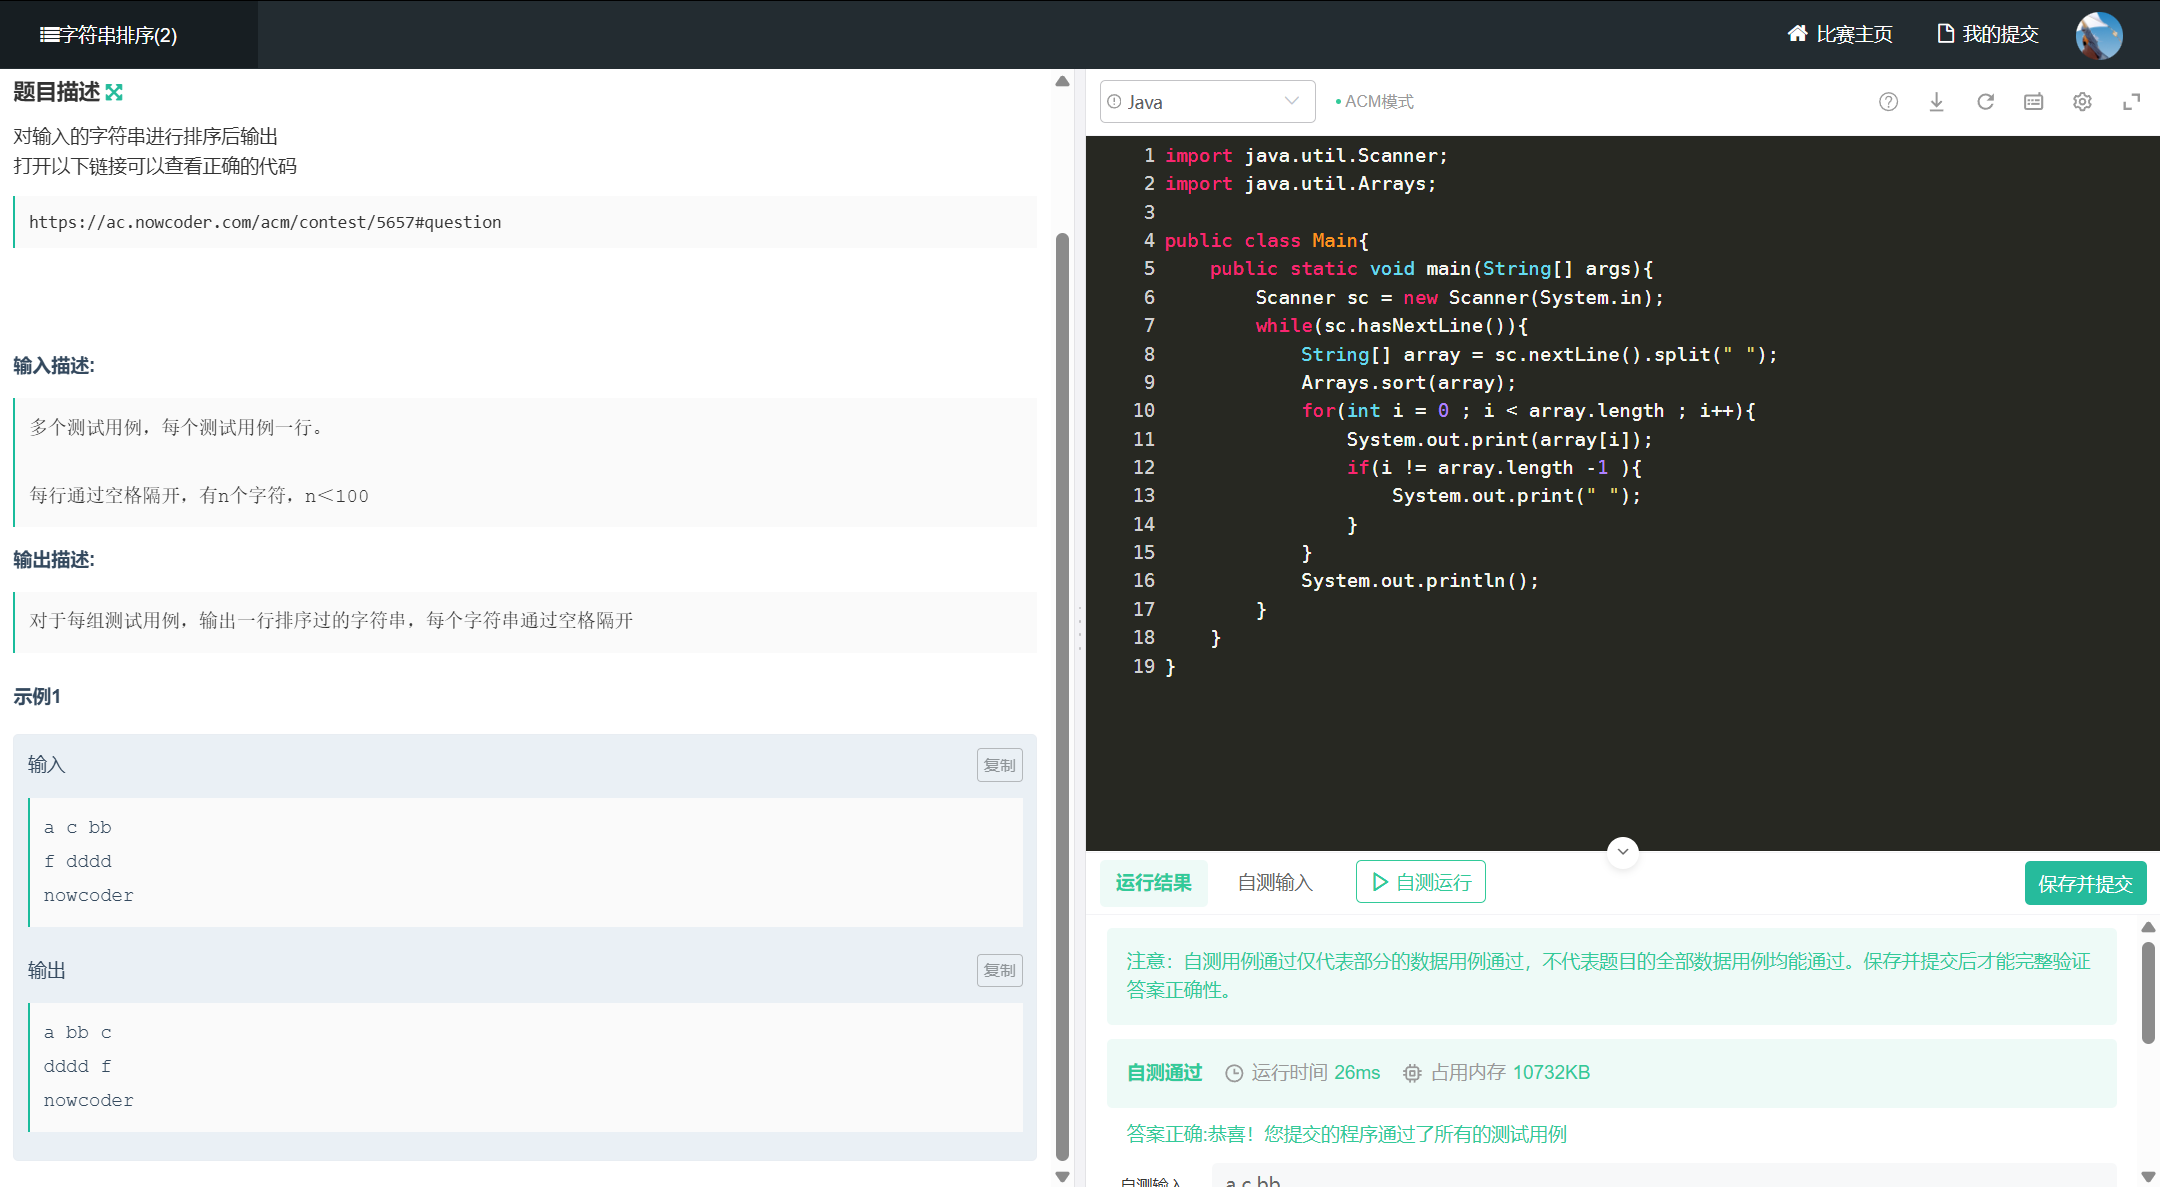 字符串排序(2)
比赛主页
我的提交
题目描述
对输入的字符串进行排序后输出
打开以下链接可以查看正确的代码
https://ac.nowcoder.com/acm/contest/5657#question
输入描述:
多个测试用例，每个测试用例一行。
每行通过空格隔开，有n个字符，n＜100
输出描述:
对于每组测试用例，输出一行排序过的字符串，每个字符串通过空格隔开
示例1
输入
复制
a c bb
f dddd
nowcoder
输出
复制
a bb c
dddd f
nowcoder
Java
ACM模式
1 import java.util.Scanner;
2 import java.util.Arrays;
3
4 public class Main{
5     public static void main(String[] args){
6         Scanner sc = new Scanner(System.in);
7         while(sc.hasNextLine()){
8             String[] array = sc.nextLine().split(" ");
9             Arrays.sort(array);
10             for(int i = 0 ; i < array.length ; i++){
11                 System.out.print(array[i]);
12                 if(i != array.length -1 ){
13                     System.out.print(" ");
14                 }
15             }
16             System.out.println();
17         }
18     }
19 }
运行结果
自测输入
自测运行
保存并提交
注意：自测用例通过仅代表部分的数据用例通过，不代表题目的全部数据用例均能通过。保存并提交后才能完整验证
答案正确性。
自测通过 运行时间 26ms 占用内存 10732KB
答案正确:恭喜！您提交的程序通过了所有的测试用例
自测输入
a c bb